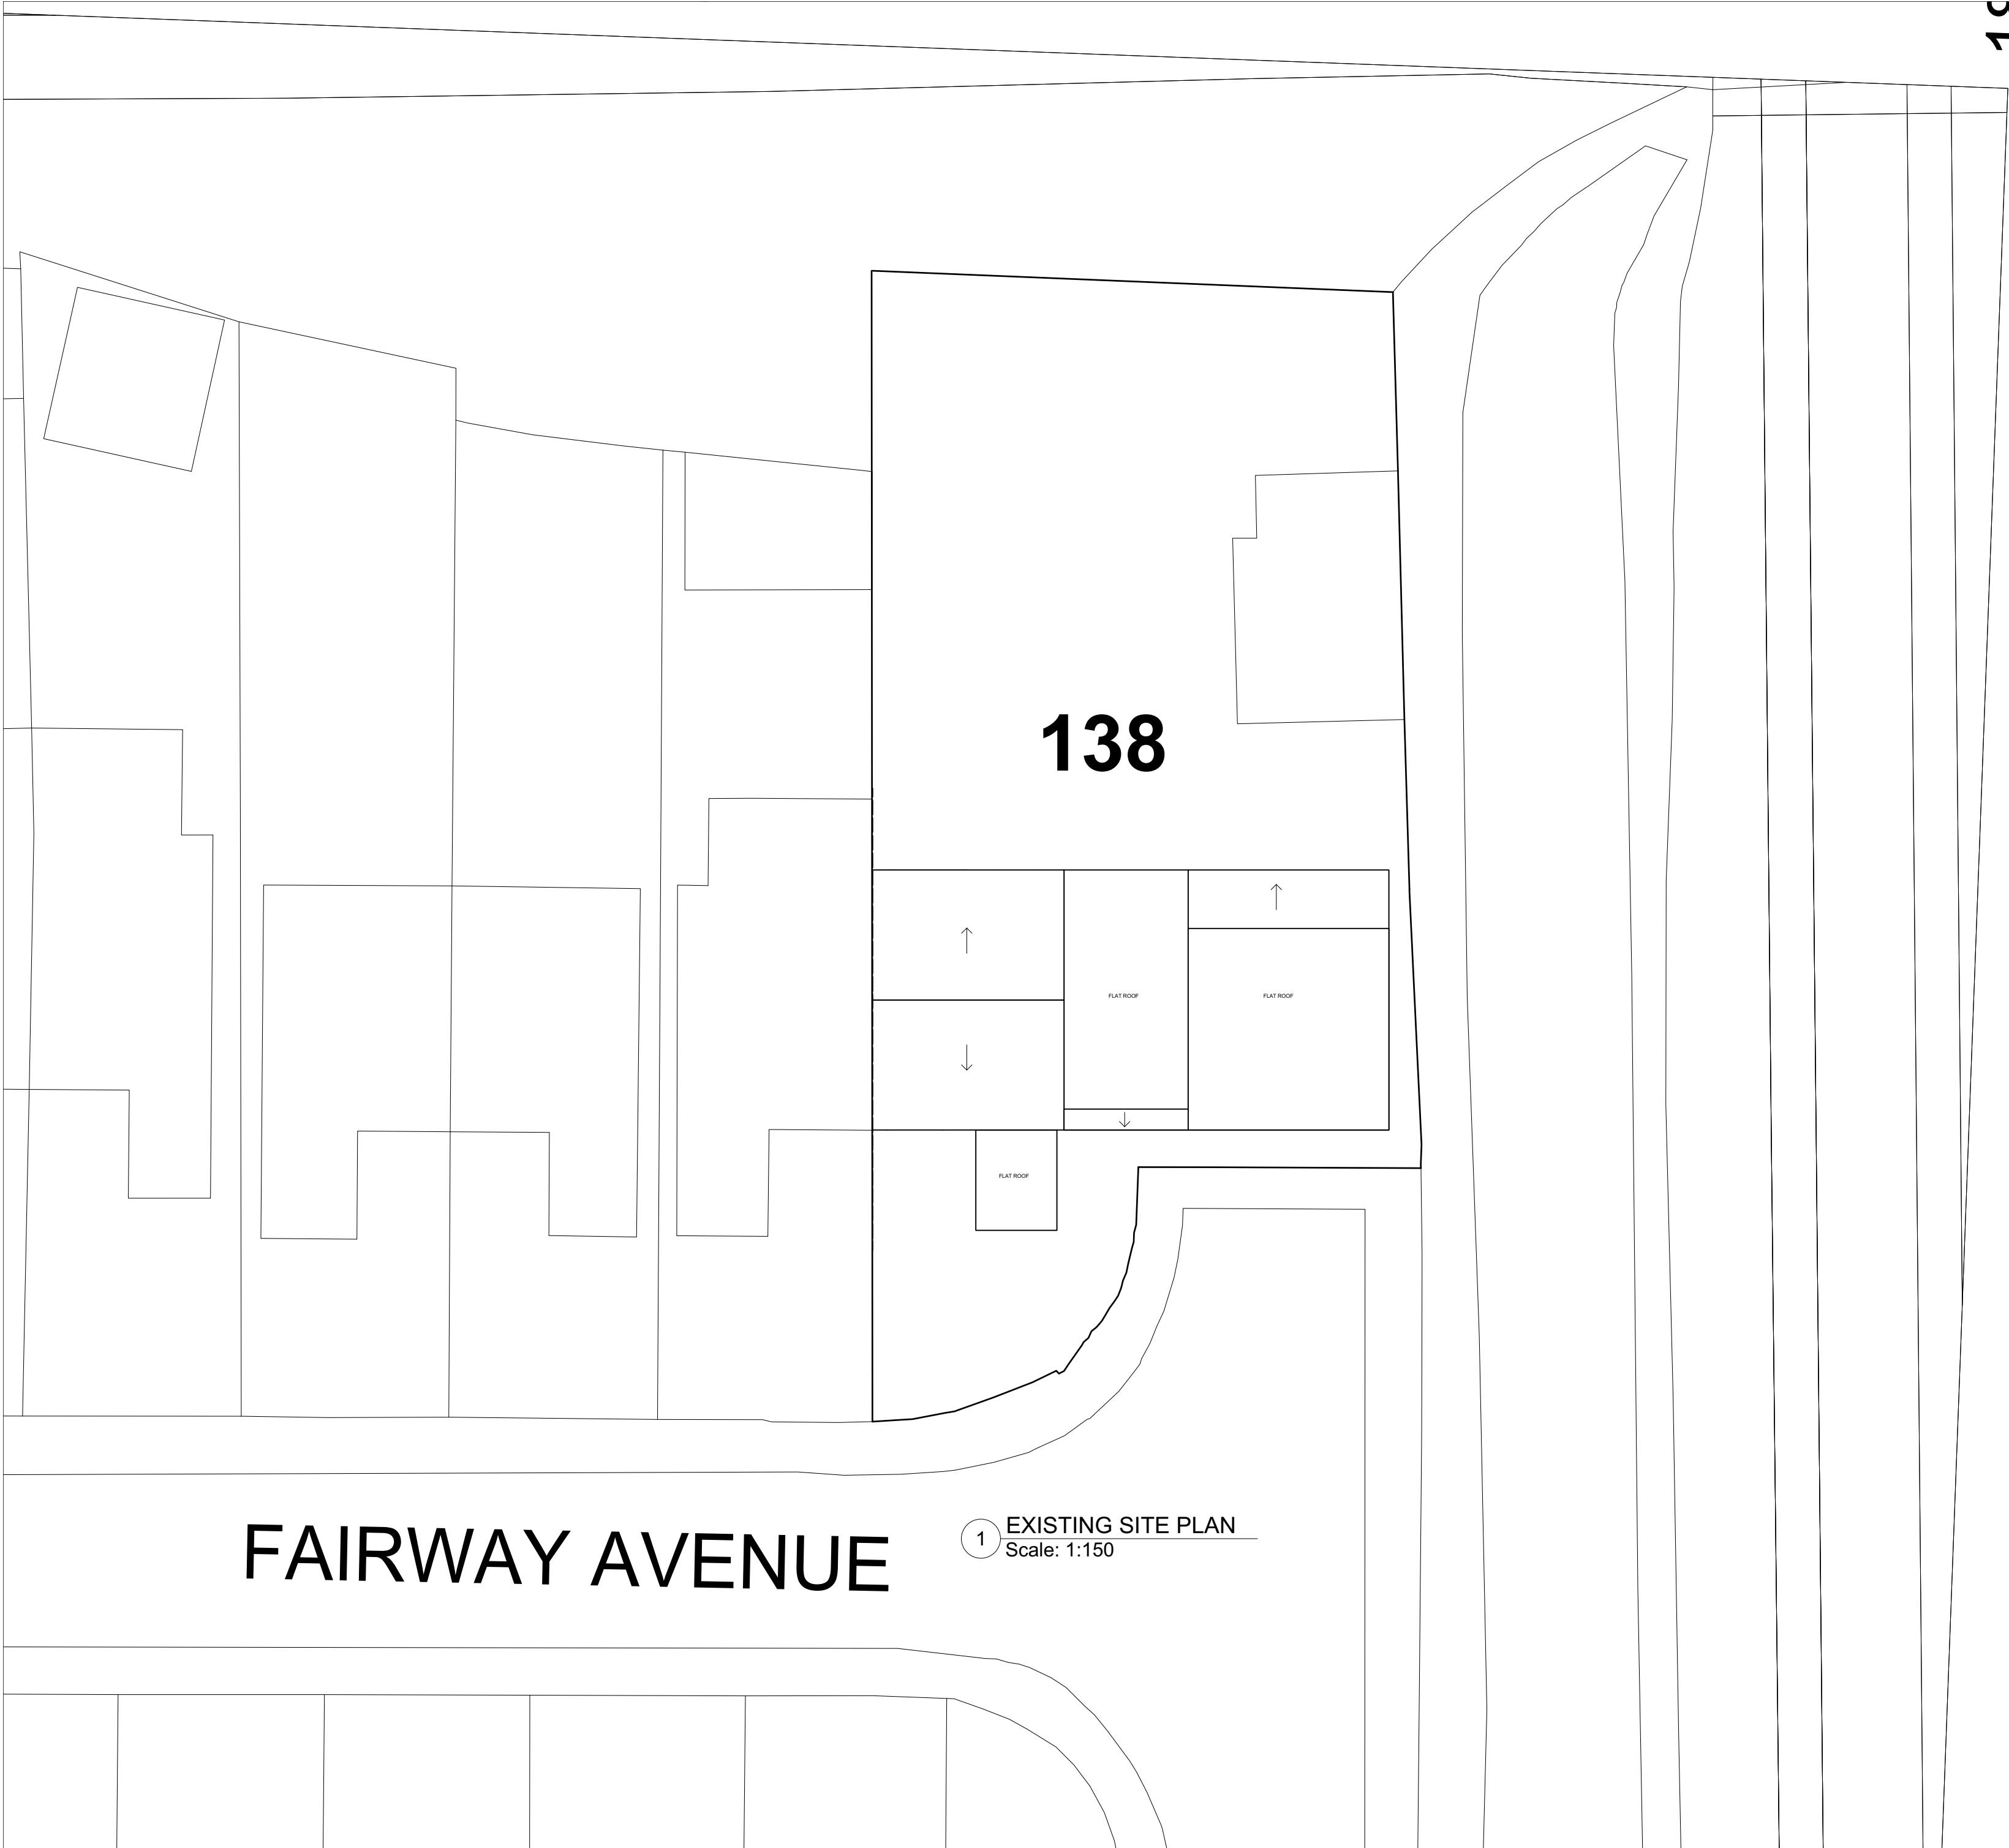 138
FLAT ROOF
FLAT ROOF
FLAT ROOF
FAIRWAY AVENUE
1
EXISTING SITE PLAN
Scale: 1:150